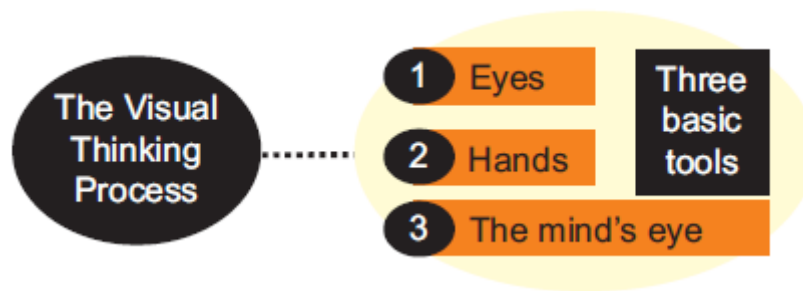 The Visual
Thinking
Process
1 Eyes
2 Hands
3 The mind's eye
Three
basic
tools